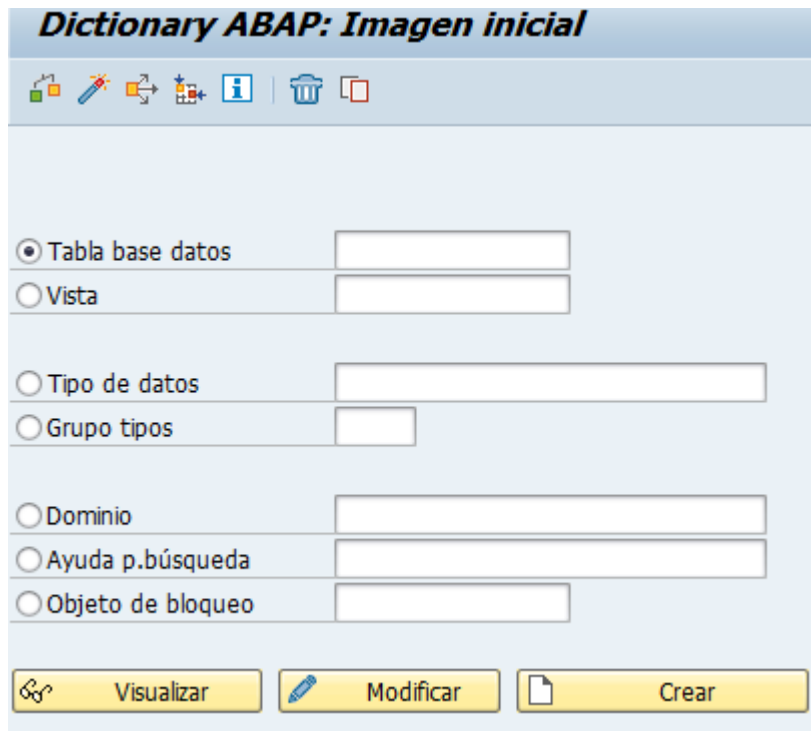 Dictionary ABAP: Imagen inicial
Tabla base datos
Vista
Tipo de datos
Grupo tipos
Dominio
Ayuda p.búsqueda
Objeto de bloqueo
Visualizar Modificar Crear